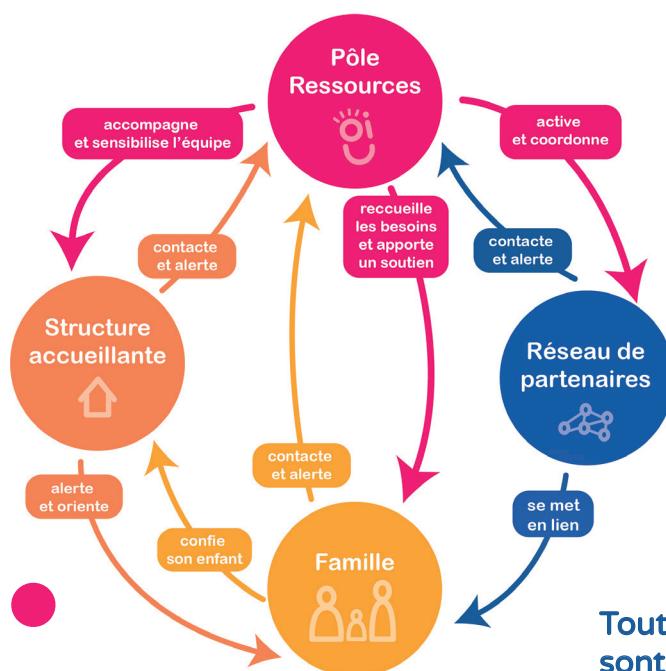 Pôle
Ressources
accompagne
et sensibilise l'équipe
active
et coordonne
reccueille
les besoins
et apporte
un soutien
contacte
et alerte
contacte
et alerte
Structure
accueillante
Réseau de
partenaires
contacte
et alerte
alerte
et oriente
confie
son enfant
se met
en lien
Famille
Tout
sont